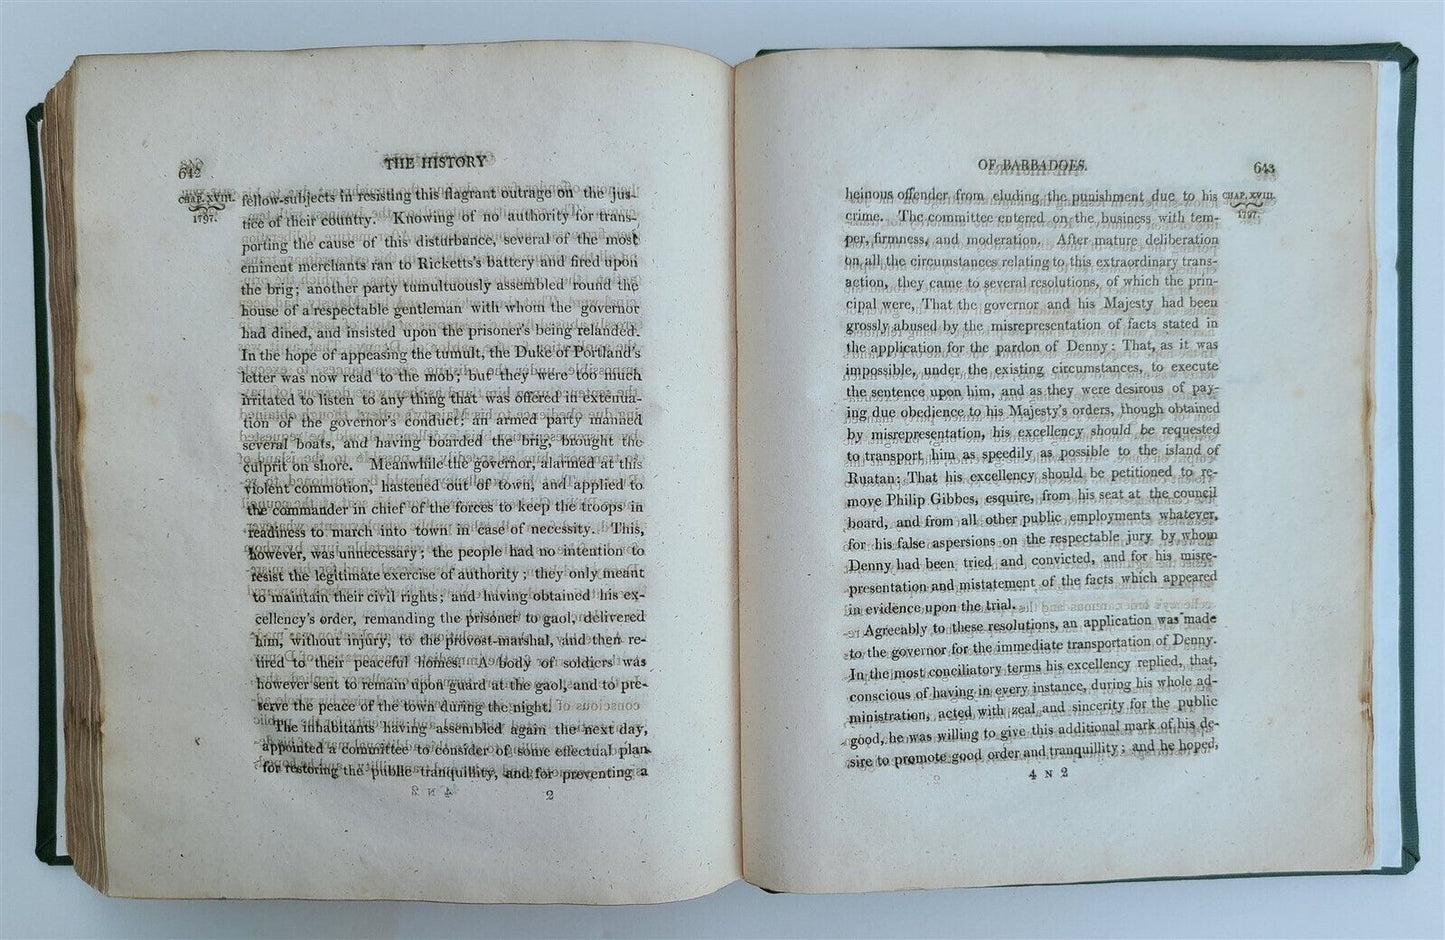 642
THE HISTORY
CHAP. XVIII.
1797.
fellow-subjects in resisting this flagrant outrage on the jus-
tice of their country. Knowing of no authority for trans-
porting the cause of this disturbance, several of the most
eminent merchants ran to Ricketts's battery and fired upon
the brig; another party tumultuously assembled round the
house of a respectable gentleman with whom the governor
had dined, and insisted upon the prisoner's being relanded.
In the hope of appeasing the tumult, the Duke of Portland's
letter was now read to the mob; but they were too much
irritated to listen to any thing that was offered in extenua-
tion of the governor's conduct; an armed party manned
several boats, and having boarded the brig, brought the
culprit on shore. Meanwhile the governor, alarmed at this
violent commotion, hastened out of town, and applied to
the commander in chief of the forces to keep the troops in
readiness to march into town in case of necessity. This,
however, was unnecessary; the people had no intention to
resist the legitimate exercise of authority; they only meant
to maintain their civil rights; and having obtained his ex-
cellency's order, remanding the prisoner to gaol, delivered
him, without injury, to the provost-marshal, and then re-
tired to their peaceful homes. A body of soldiers was
however sent to remain upon guard at the gaol, and to pre-
serve the peace of the town during the night.
The inhabitants having assembled again the next day,
appointed a committee to consider of some effectual plan
for restoring the public tranquillity, and for preventing a
2
OF BARBADOES.
643
CHAP. XVIII.
1797.
heinous offender from eluding the punishment due to his
crime. The committee entered on the business with tem-
per, firmness, and moderation. After mature deliberation
on all the circumstances relating to this extraordinary trans-
action, they came to several resolutions, of which the prin-
cipal were, That the governor and his Majesty had been
grossly abused by the misrepresentation of facts stated in
the application for the pardon of Denny: That, as it was
impossible, under the existing circumstances, to execute
the sentence upon him, and as they were desirous of pay-
ing due obedience to his Majesty's orders, though obtained
by misrepresentation, his excellency should be requested
to transport him as speedily as possible to the island of
Ruatan: That his excellency should be petitioned to re-
move Philip Gibbes, esquire, from his seat at the council
board, and from all other public employments whatever,
for his false aspersions on the respectable jury by whom
Denny had been tried and convicted, and for his misre-
presentation and mistatement of the facts which appeared
in evidence upon the trial.
Agreeably to these resolutions, an application was made
to the governor for the immediate transportation of Denny.
In the most conciliatory terms his excellency replied, that,
conscious of having in every instance, during his whole ad-
ministration, acted with zeal and sincerity for the public
good, he was willing to give this additional mark of his de-
sire to promote good order and tranquillity; and he hoped,
4 N 2